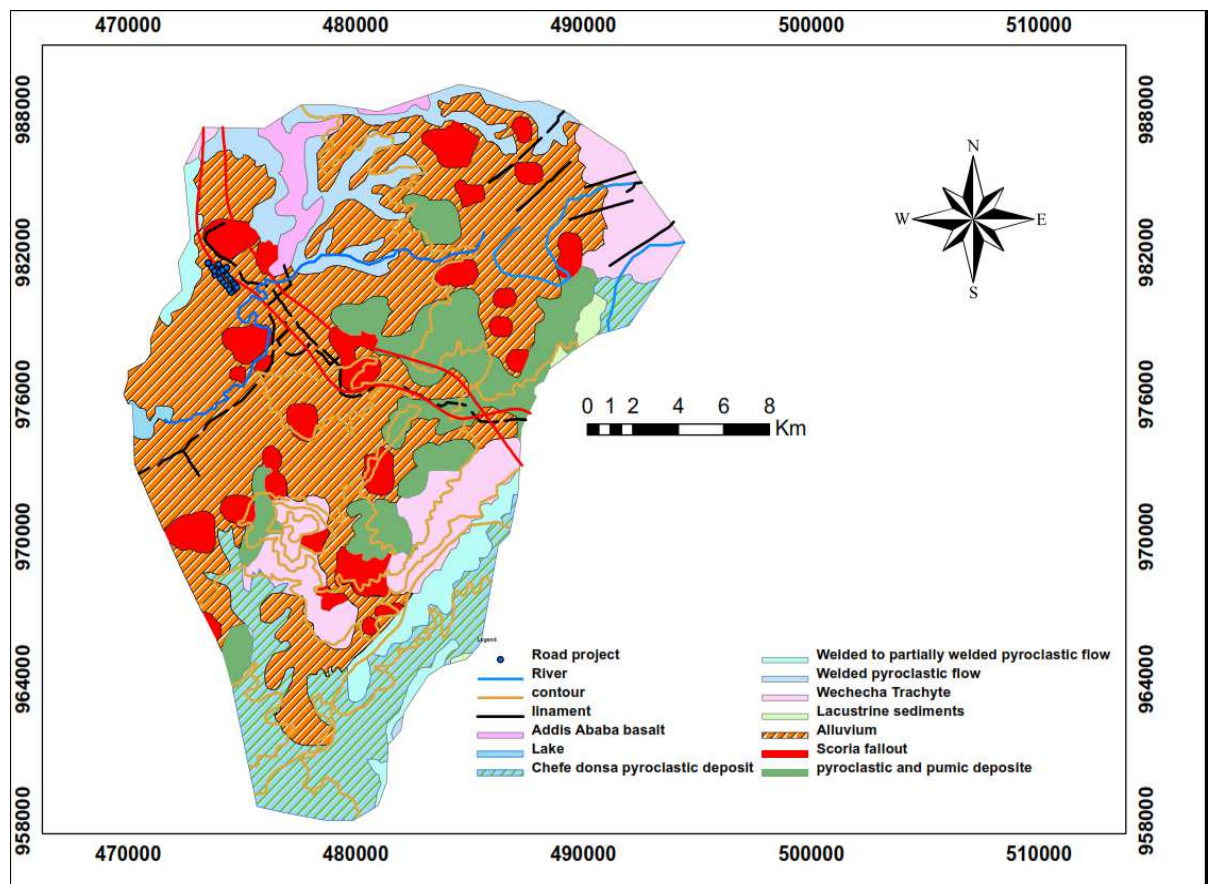 470000 480000 490000 500000 510000
988000
982000
976000
970000
964000
958000
988000
982000
976000
970000
964000
958000
N
W E
S
0 1 2 4 6 8
Km
Legend
Road project
River
contour
linament
Addis Ababa basalt
Lake
Chefe donsa pyroclastic deposit
Welded to partially welded pyroclastic flow
Welded pyroclastic flow
Wechecha Trachyte
Lacustrine sediments
Alluvium
Scoria fallout
pyroclastic and pumic deposite
470000 480000 490000 500000 510000